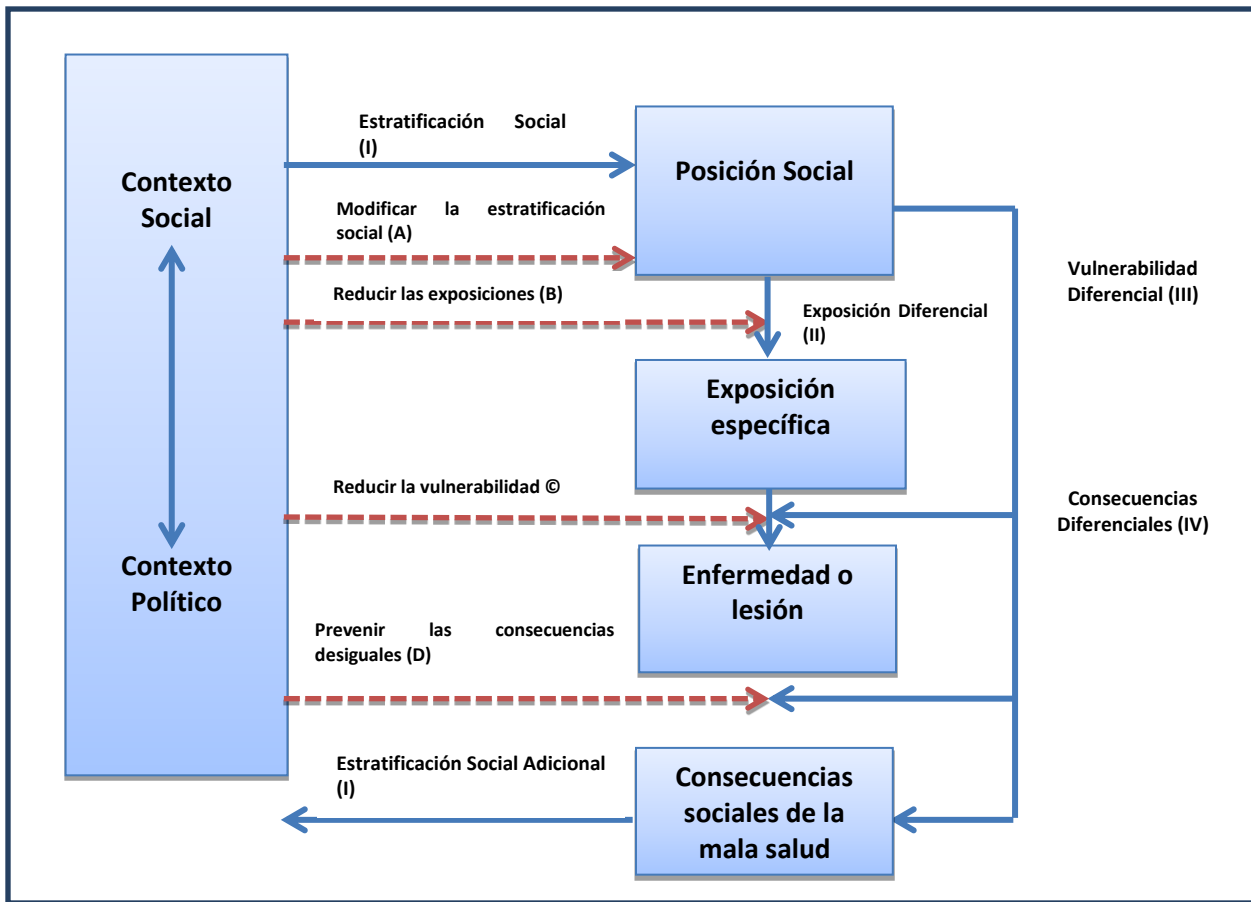 Estratificación Social
(I)
Posición Social
Contexto
Social
Modificar la estratificación
social (A)
Vulnerabilidad
Diferencial (III)
Reducir las exposiciones (B)
Exposición Diferencial
(II)
Exposición
específica
Reducir la vulnerabilidad ©
Consecuencias
Diferenciales (IV)
Contexto
Político
Enfermedad o
lesión
Prevenir las consecuencias
desiguales (D)
Estratificación Social Adicional
(I)
Consecuencias
sociales de la
mala salud